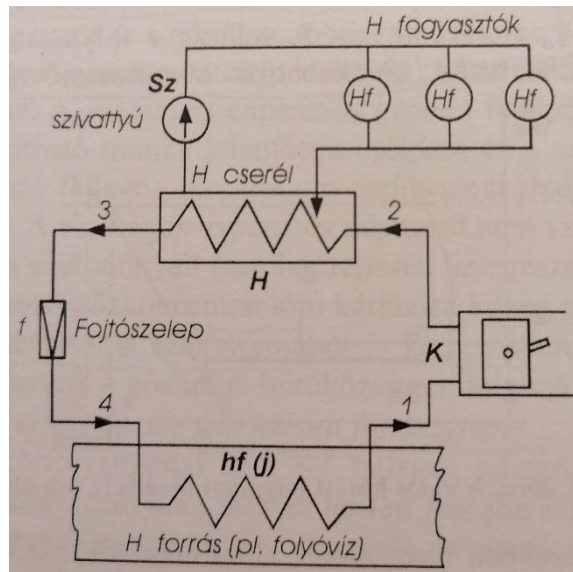 H fogyasztók
Sz
szivattyú
Hf
Hf
Hf
H cserél
3
2
H
f
Fojtószelep
K
4
1
hf (j)
H forrás (pl. folyóvíz)